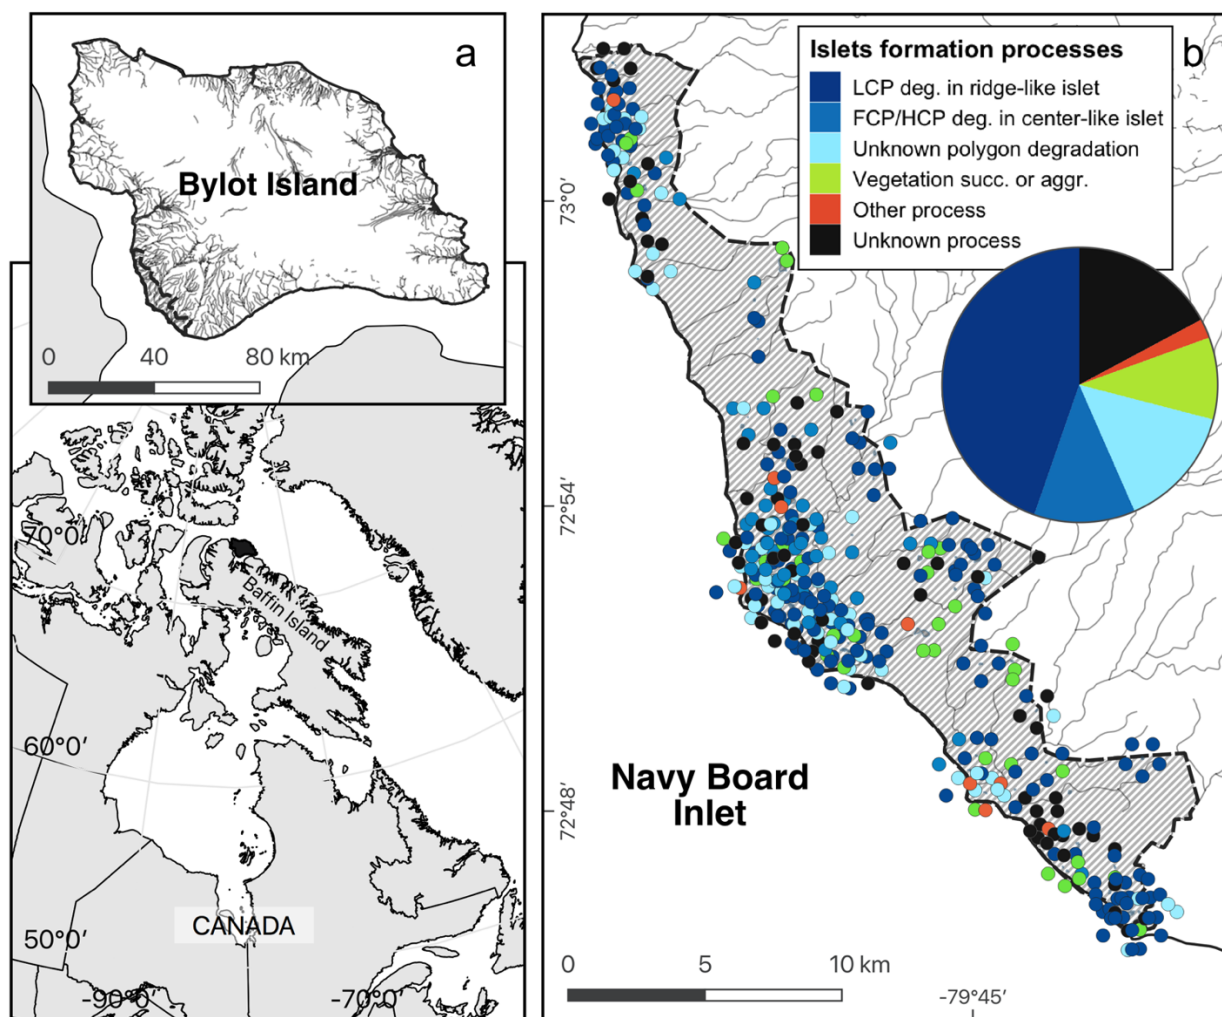 a
Bylot Island
0 40 80 km
70°0′
Baffin Island
60°0′
CANADA
50°0′
-90°0′ -70°0′
b
Islets formation processes
LCP deg. in ridge-like islet
FCP/HCP deg. in center-like islet
Unknown polygon degradation
Vegetation succ. or aggr.
Other process
Unknown process
73°0′
72°54′
72°48′
Navy Board
Inlet
0 5 10 km
-79°45′